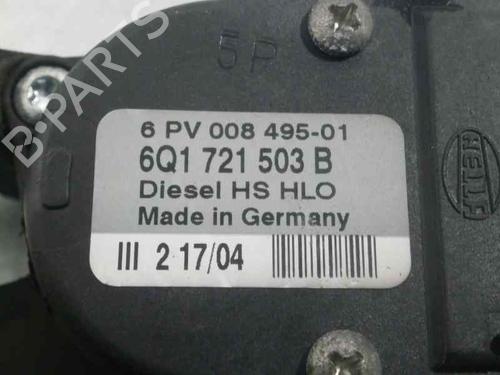 5P
6 PV 008 495-01
6Q1 721 503 B
Diesel HS HLO
Made in Germany
III 2 17/04
HELLA
B-PARTS